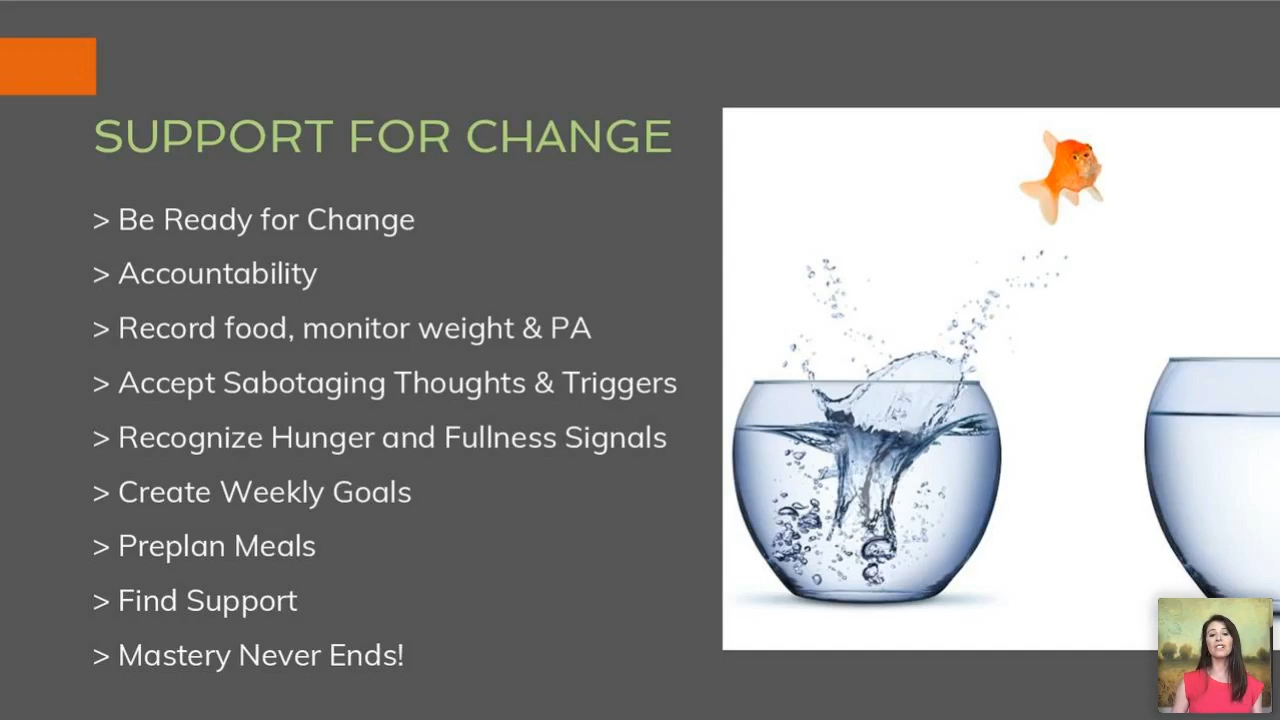 SUPPORT FOR CHANGE
> Be Ready for Change
> Accountability
> Record food, monitor weight & PA
> Accept Sabotaging Thoughts & Triggers
> Recognize Hunger and Fullness Signals
> Create Weekly Goals
> Preplan Meals
> Find Support
> Mastery Never Ends!